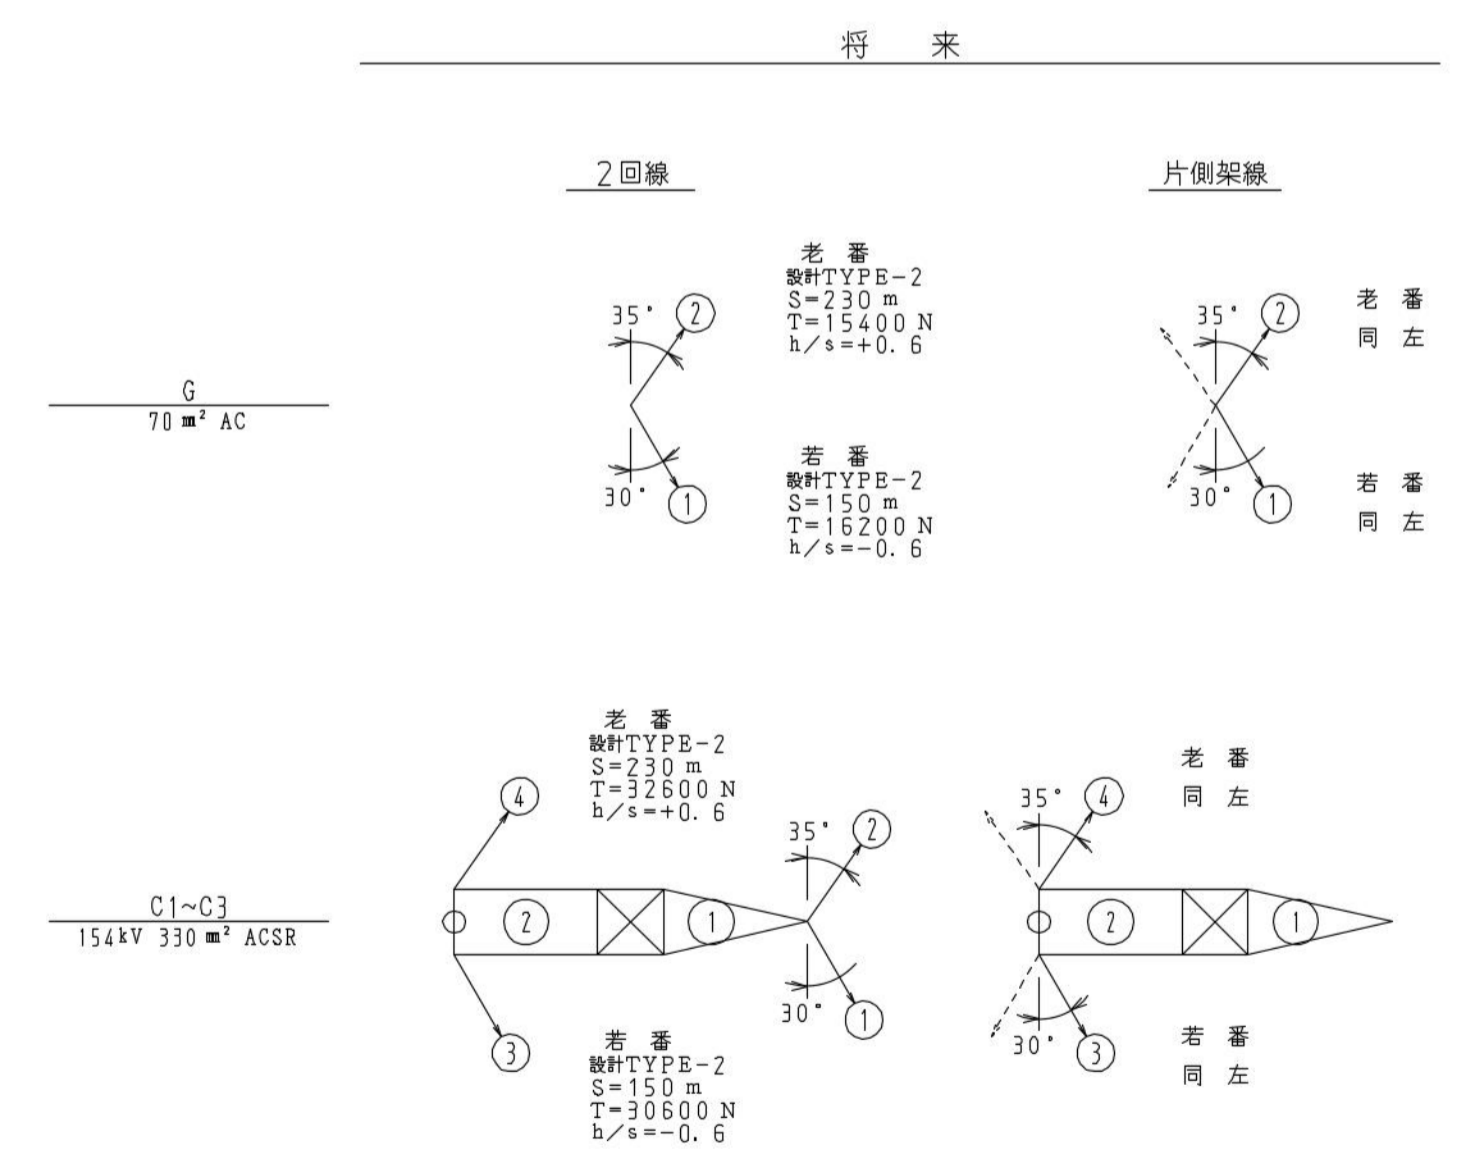 将 来
2回線
片側架線
老 番
設計TYPE-2
S=230 m
T=15400 N
h/s=+0.6
35°
②
35°
②
老 番
同 左
G
70 ㎟ AC
若 番
設計TYPE-2
S=150 m
T=16200 N
h/s=-0.6
30°
①
30°
①
若 番
同 左
老 番
設計TYPE-2
S=230 m
T=32600 N
h/s=+0.6
④
35°
②
35°
④
老 番
同 左
C1~C3
154kV 330 ㎟ ACSR
②
①
②
①
30°
①
③
若 番
設計TYPE-2
S=150 m
T=30600 N
h/s=-0.6
30°
③
若 番
同 左